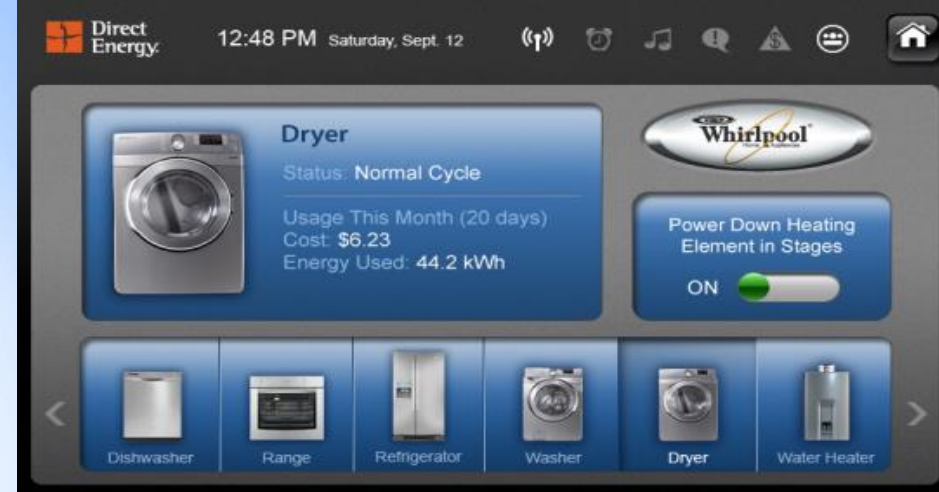 Direct
Energy.
12:48 PM Saturday, Sept. 12
Dryer
Status: Normal Cycle
Usage This Month (20 days)
Cost: $6.23
Energy Used: 44.2 kWh
Whirlpool
Home Appliances
Power Down Heating
Element in Stages
ON
Dishwasher
Range
Refrigerator
Washer
Dryer
Water Heater